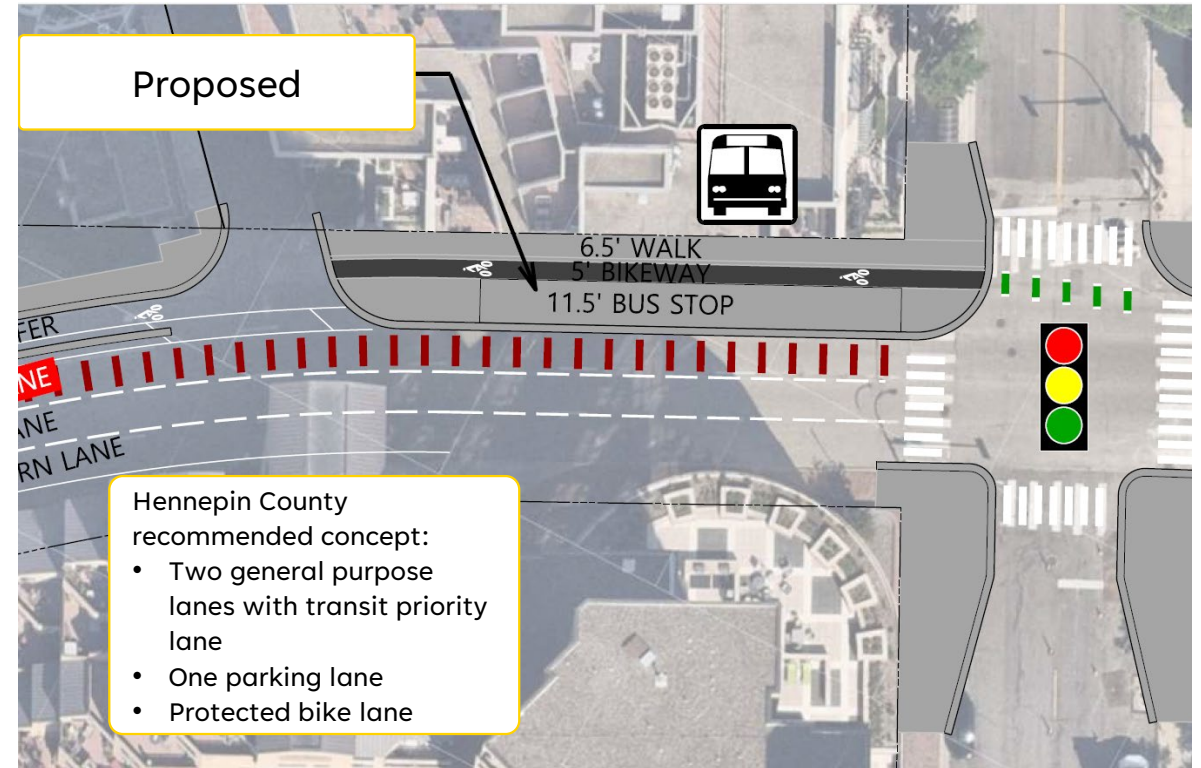 Proposed
6.5' WALK
5' BIKEWAY
11.5' BUS STOP
FER
NE
ANE
RN LANE
Hennepin County
recommended concept:
• Two general purpose
lanes with transit priority
lane
• One parking lane
• Protected bike lane